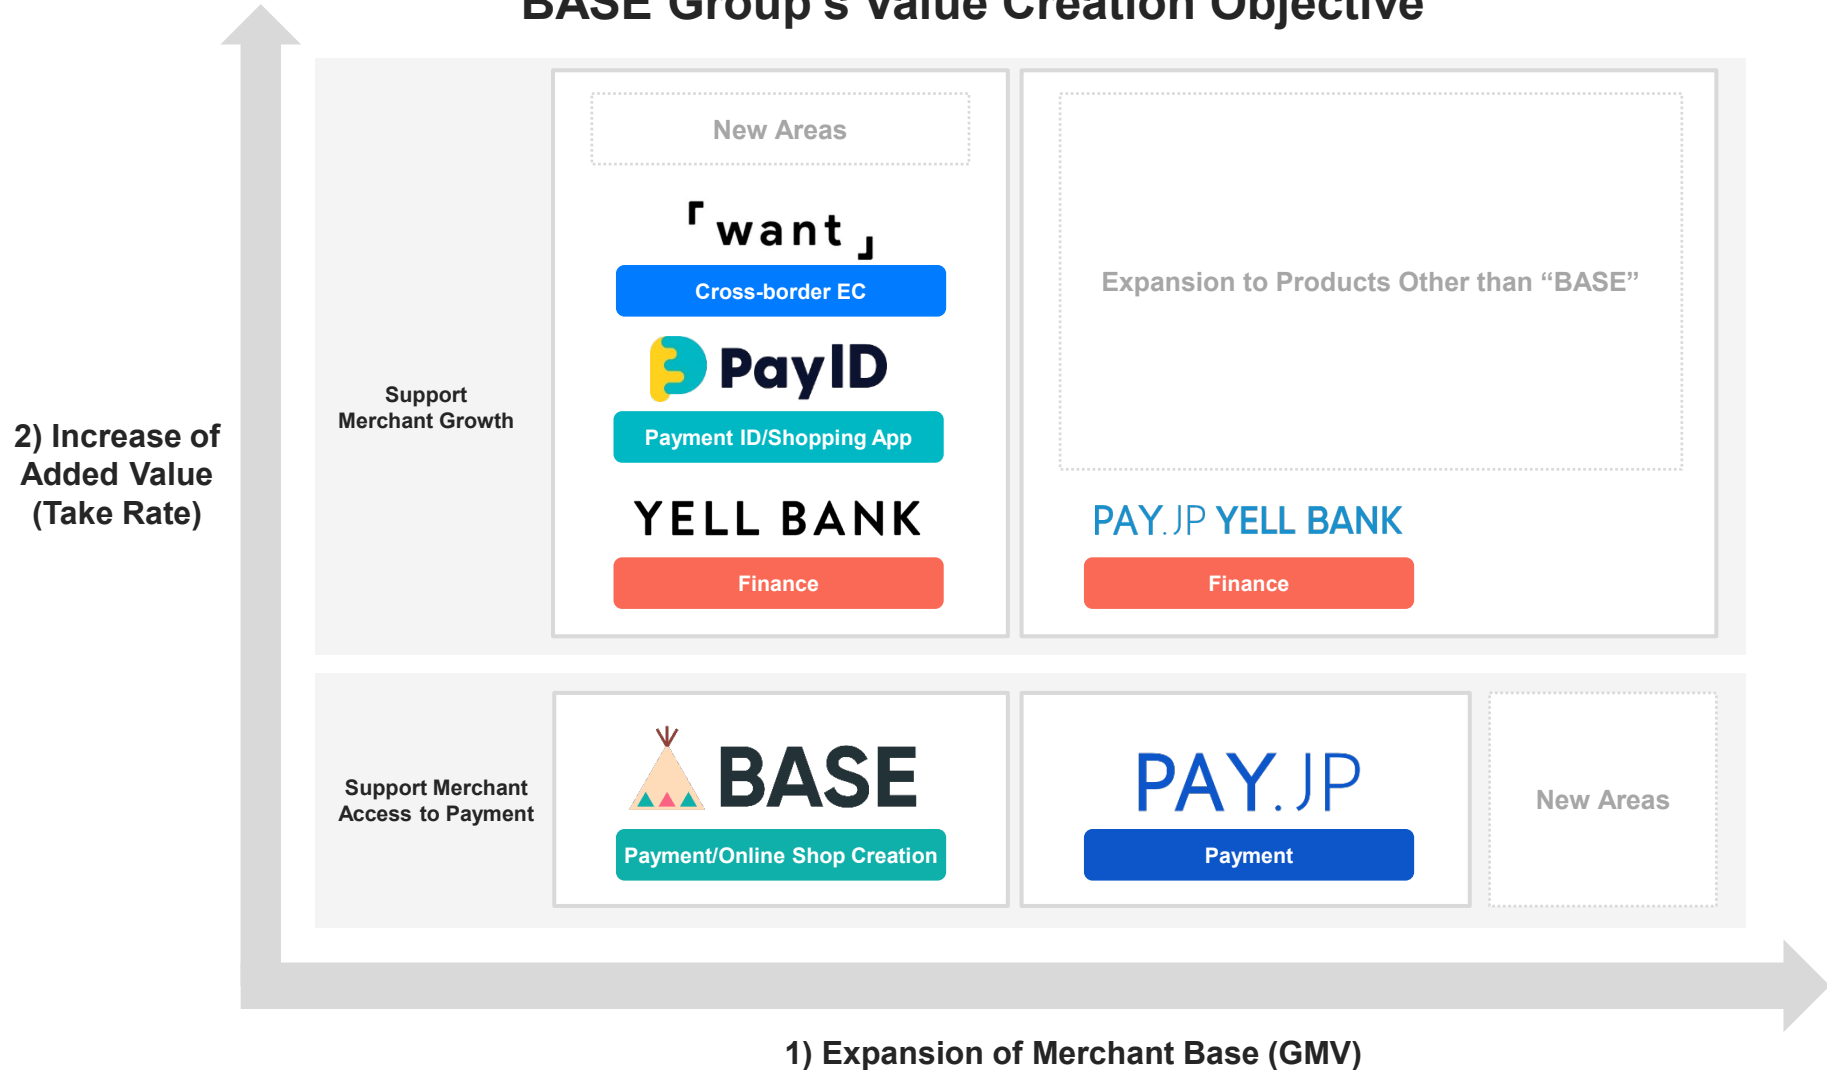 BASE Group's Value Creation Objective
New Areas
「want」
Cross-border EC
Expansion to Products Other than “BASE”
PayID
Payment ID/Shopping App
Support
Merchant Growth
2) Increase of
Added Value
(Take Rate)
YELL BANK
Finance
PAY.JP YELL BANK
Finance
Support Merchant
Access to Payment
BASE
Payment/Online Shop Creation
PAY.JP
Payment
New Areas
1) Expansion of Merchant Base (GMV)